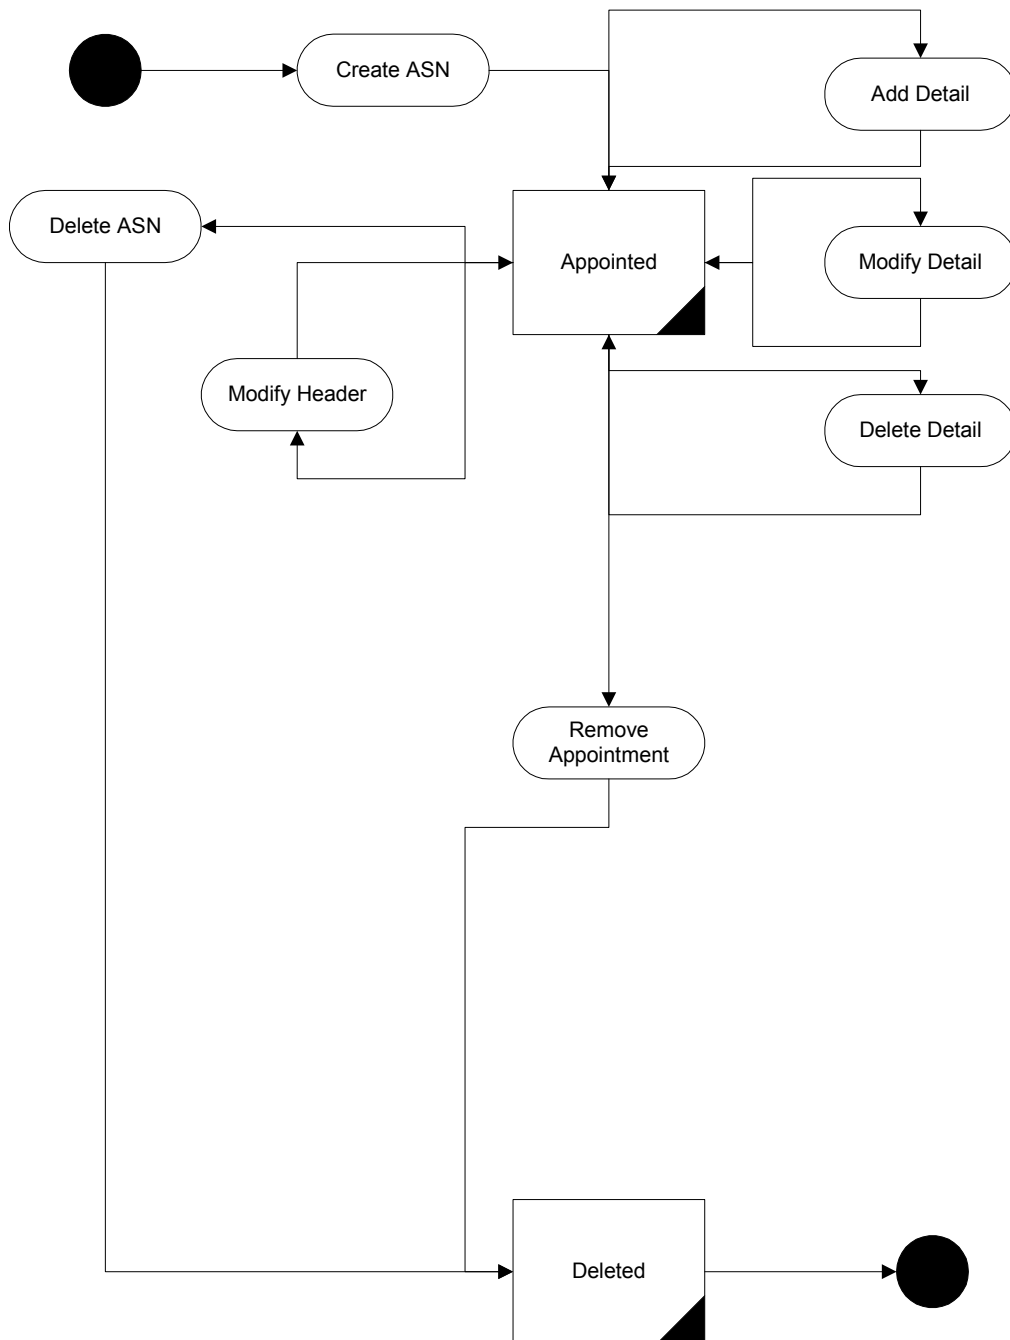 Create ASN
Add Detail
Delete ASN
Appointed
Modify Detail
Modify Header
Delete Detail
Remove
Appointment
Deleted